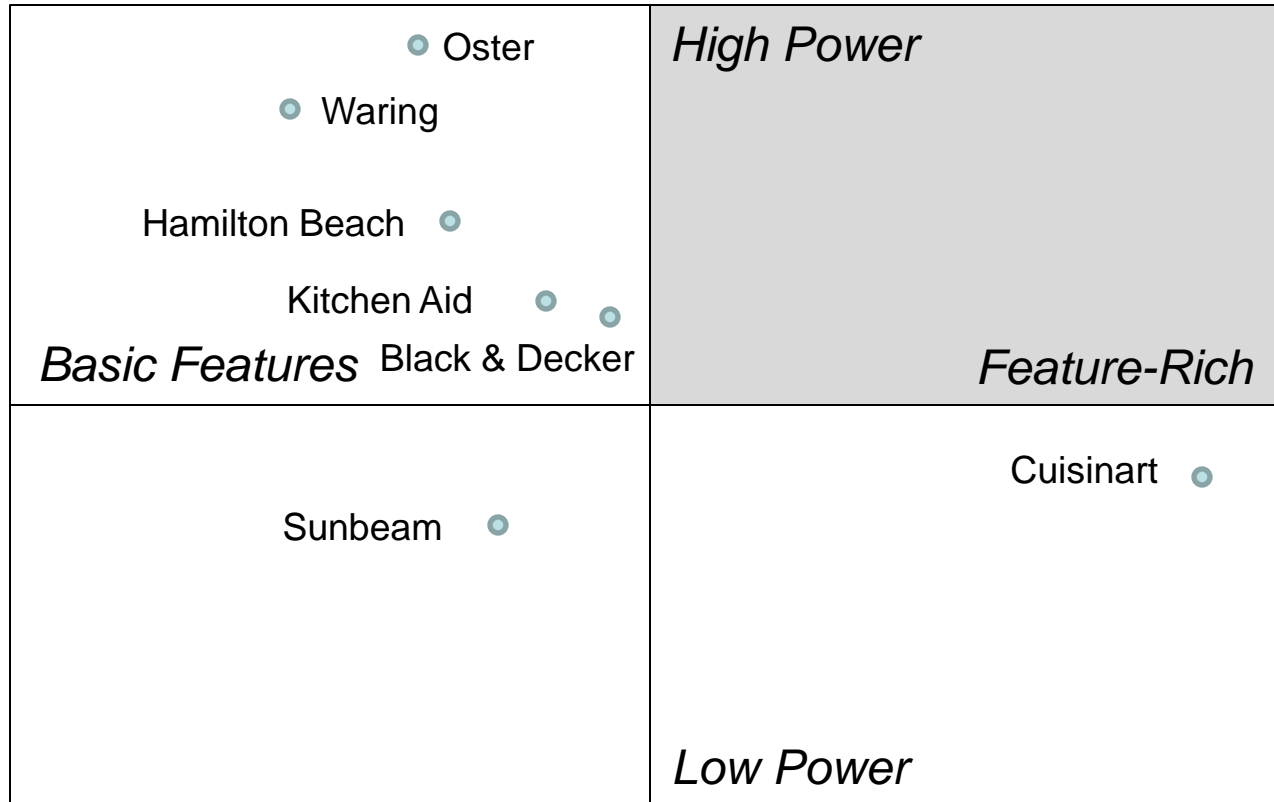 Oster
High Power
Waring
Hamilton Beach
Kitchen Aid
Basic Features
Black & Decker
Feature-Rich
Cuisinart
Sunbeam
Low Power